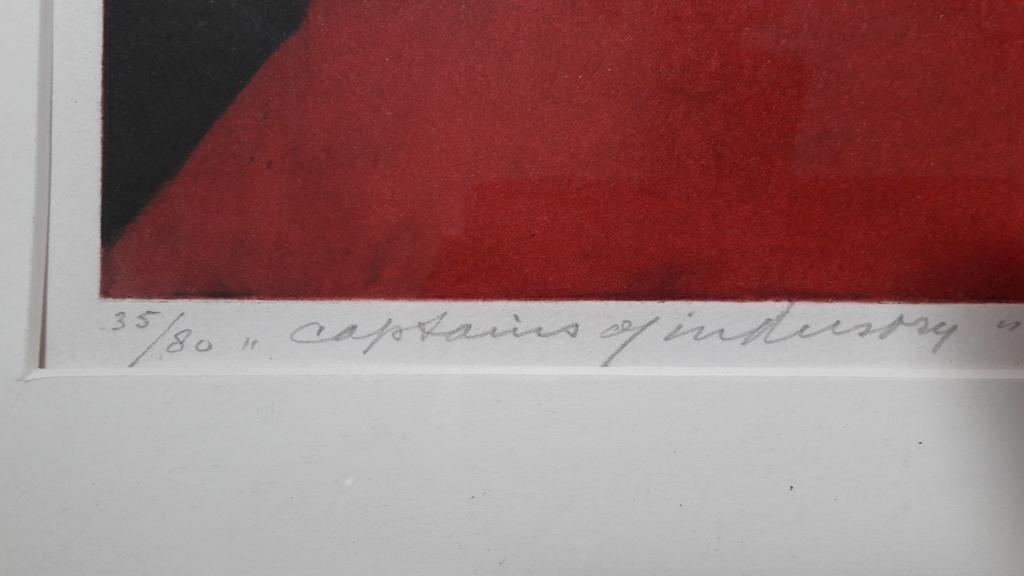 35/80 „ captains of industry "